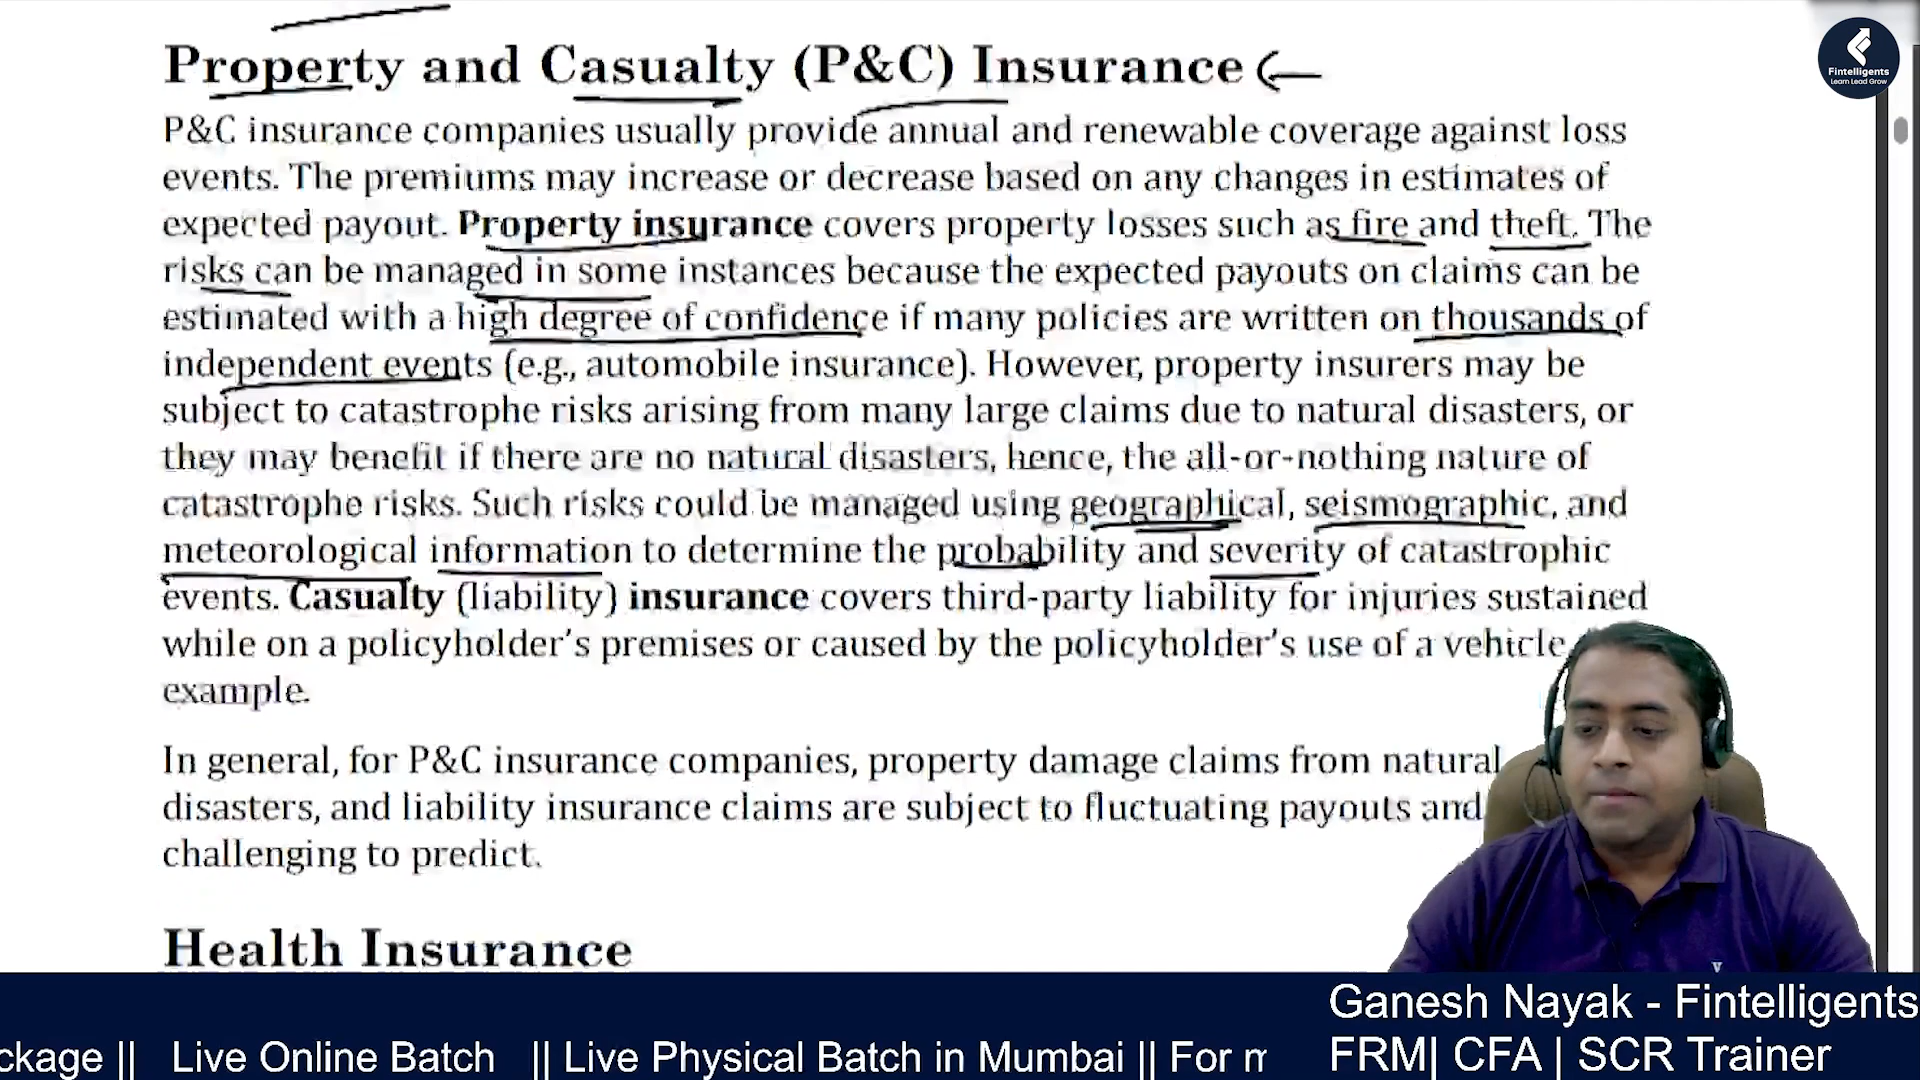 Property and Casualty (P&C) Insurance
P&C insurance companies usually provide annual and renewable coverage against loss
events. The premiums may increase or decrease based on any changes in estimates of
expected payout. Property insurance covers property losses such as fire and theft. The
risks can be managed in some instances because the expected payouts on claims can be
estimated with a high degree of confidence if many policies are written on thousands of
independent events (e.g., automobile insurance). However, property insurers may be
subject to catastrophe risks arising from many large claims due to natural disasters, or
they may benefit if there are no natural disasters, hence, the all-or-nothing nature of
catastrophe risks. Such risks could be managed using geographical, seismographic, and
meteorological information to determine the probability and severity of catastrophic
events. Casualty (liability) insurance covers third-party liability for injuries sustained
while on a policyholder's premises or caused by the policyholder's use of a vehicle
example.
In general, for P&C insurance companies, property damage claims from natural
disasters, and liability insurance claims are subject to fluctuating payouts and
challenging to predict.
Health Insurance
Fintelligents
Learn Lead Grow
Ganesh Nayak - Fintelligents
FRM| CFA | SCR Trainer
ckage || Live Online Batch || Live Physical Batch in Mumbai || For